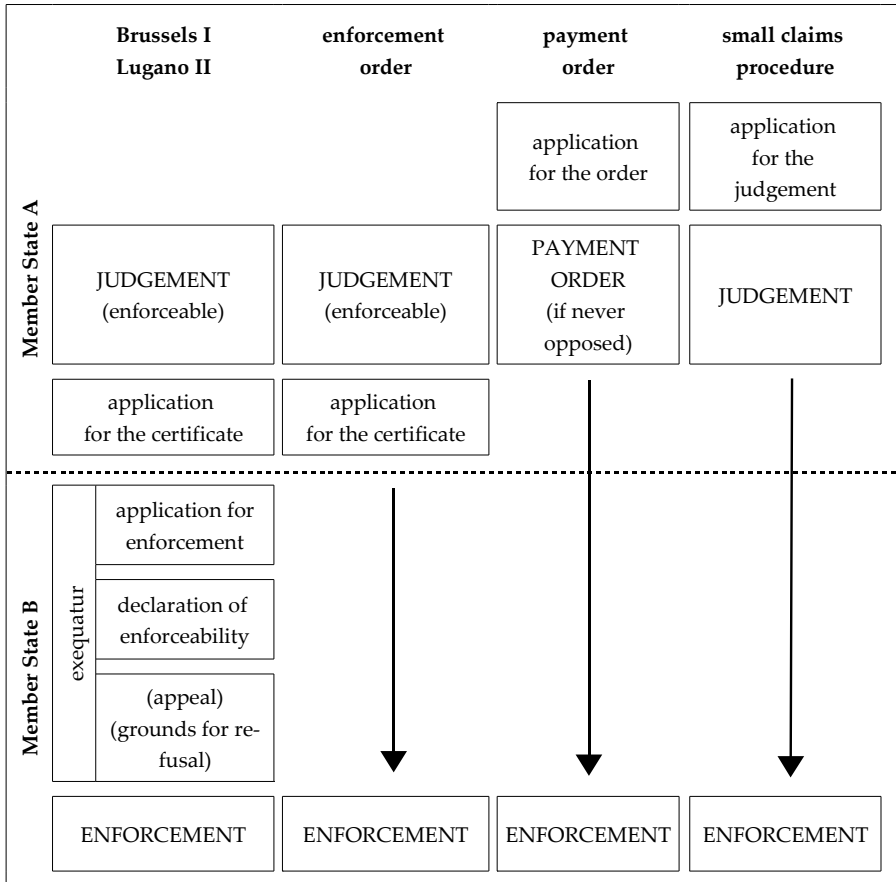 Brussels I
Lugano II
enforcement
order
payment
order
small claims
procedure
Member State A
application
for the order
application
for the
judgement
JUDGEMENT
(enforceable)
JUDGEMENT
(enforceable)
PAYMENT
ORDER
(if never
opposed)
JUDGEMENT
application
for the certificate
application
for the certificate
Member State B
exequatur
application for
enforcement
declaration of
enforceability
(appeal)
(grounds for re-
fusal)
ENFORCEMENT
ENFORCEMENT
ENFORCEMENT
ENFORCEMENT